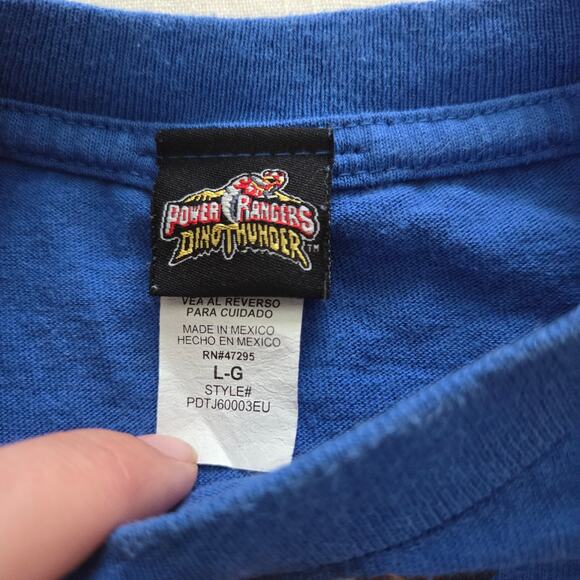 POWER RANGERS
DINO THUNDER
TM
VEA AL REVERSO
PARA CUIDADO
MADE IN MEXICO
HECHO EN MEXICO
RN#47295
L-G
STYLE#
PDTJ60003EU